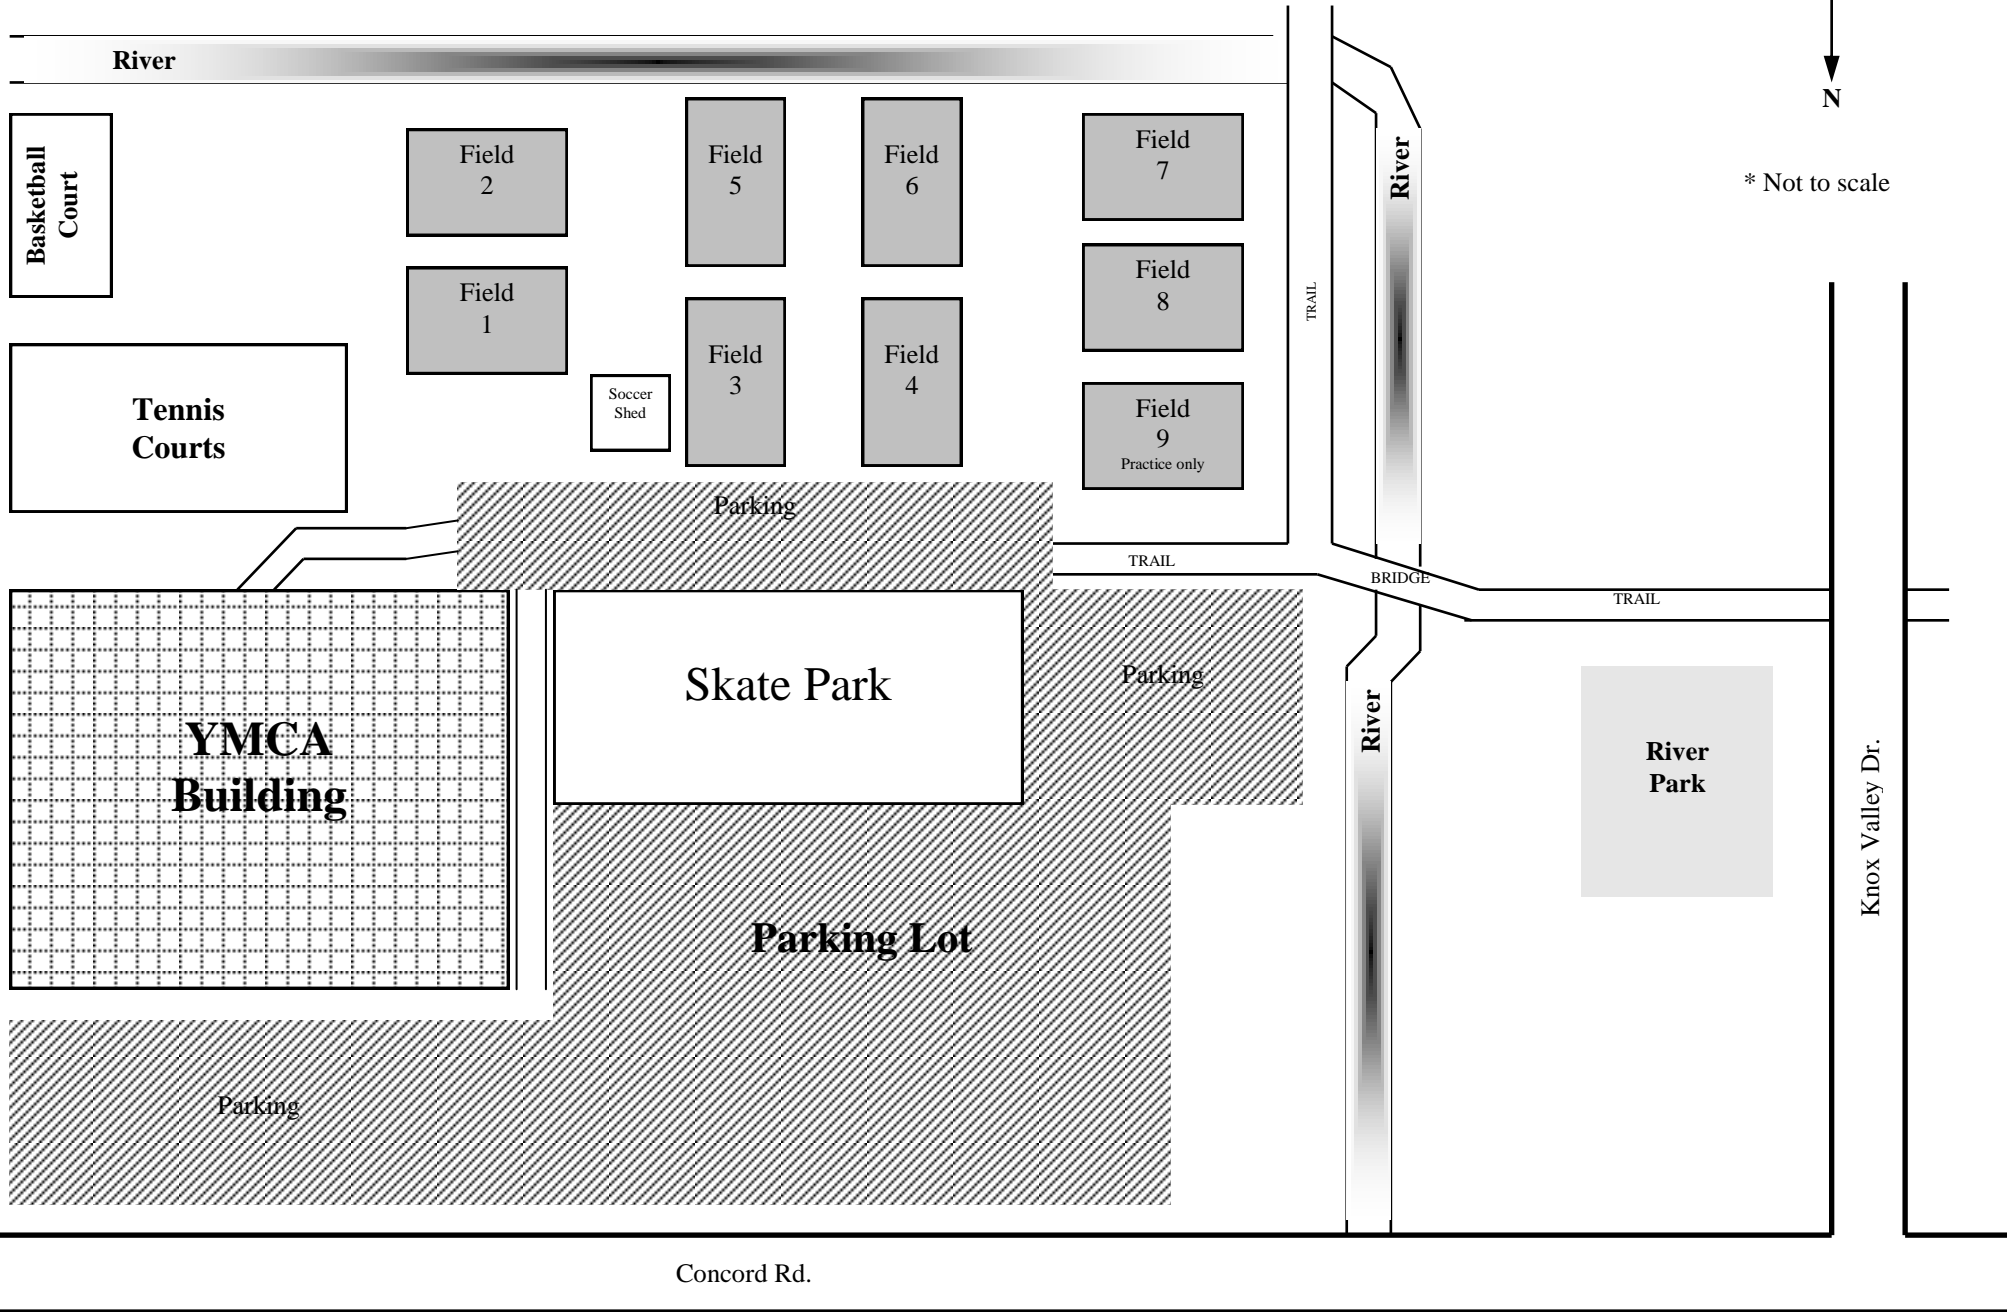 River
N
Basketball
Court
Field
2
Field
5
Field
6
Field
7
River
* Not to scale
Field
1
Field
8
TRAIL
Field
3
Field
4
Soccer
Shed
Field
9
Practice only
Tennis
Courts
Parking
TRAIL
BRIDGE
TRAIL
Skate Park
Parking
River
YMCA
Building
River
Park
Knox Valley Dr.
Parking Lot
Parking
Concord Rd.